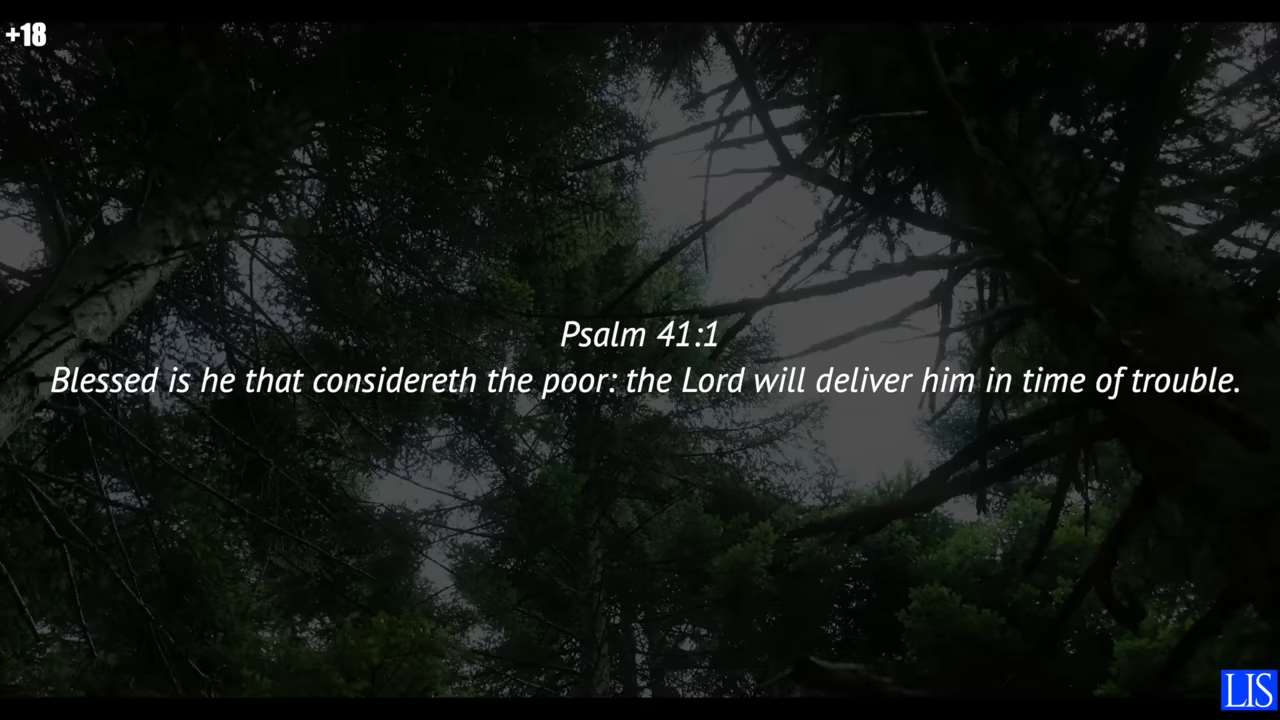 +18
Psalm 41:1
Blessed is he that considereth the poor: the Lord will deliver him in time of trouble.
LIS